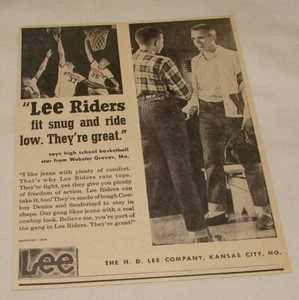 "Lee Riders
fit snug and ride
low. They're great."
says high school basketball
star from Webster Groves, Mo.
"I like jeans with plenty of comfort.
That's why Lee Riders rate tops.
They're tight, yet they give you plenty
of freedom of action. Lee Riders can
take it, too! They're made of tough Cow-
boy Denim and Sanforized to stay in
shape. Our gang likes jeans with a real
cowboy look. Believe me, you're part of
the gang in Lee Riders. They're great!"
COPYRIGHT
Lee
THE H. D. LEE COMPANY, KANSAS CITY, MO.